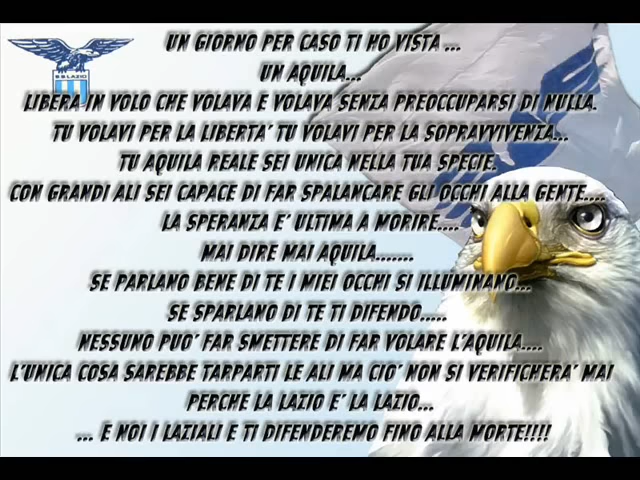 S.S. LAZIO
UN GIORNO PER CASO TI HO VISTA ...
UN AQUILA...
LIBERA IN VOLO CHE VOLAVA E VOLAVA SENZA PREOCCUPARSI DI NULLA.
TU VOLAVI PER LA LIBERTA' TU VOLAVI PER LA SOPRAVVIVENZA...
TU AQUILA REALE SEI UNICA NELLA TUA SPECIE.
CON GRANDI ALI SEI CAPACE DI FAR SPALANCARE GLI OCCHI ALLA GENTE....
LA SPERANZA E' ULTIMA A MORIRE....
MAI DIRE MAI AQUILA.......
SE PARLANO BENE DI TE I MIEI OCCHI SI ILLUMINANO...
SE SPARLANO DI TE TI DIFENDO.....
NESSUNO PUO' FAR SMETTERE DI FAR VOLARE L'AQUILA....
L'UNICA COSA SAREBBE TARPARTI LE ALI MA CIO' NON SI VERIFICHERA' MAI
PERCHE LA LAZIO E' LA LAZIO...
... E NOI I LAZIALI E TI DIFENDEREMO FINO ALLA MORTE!!!!